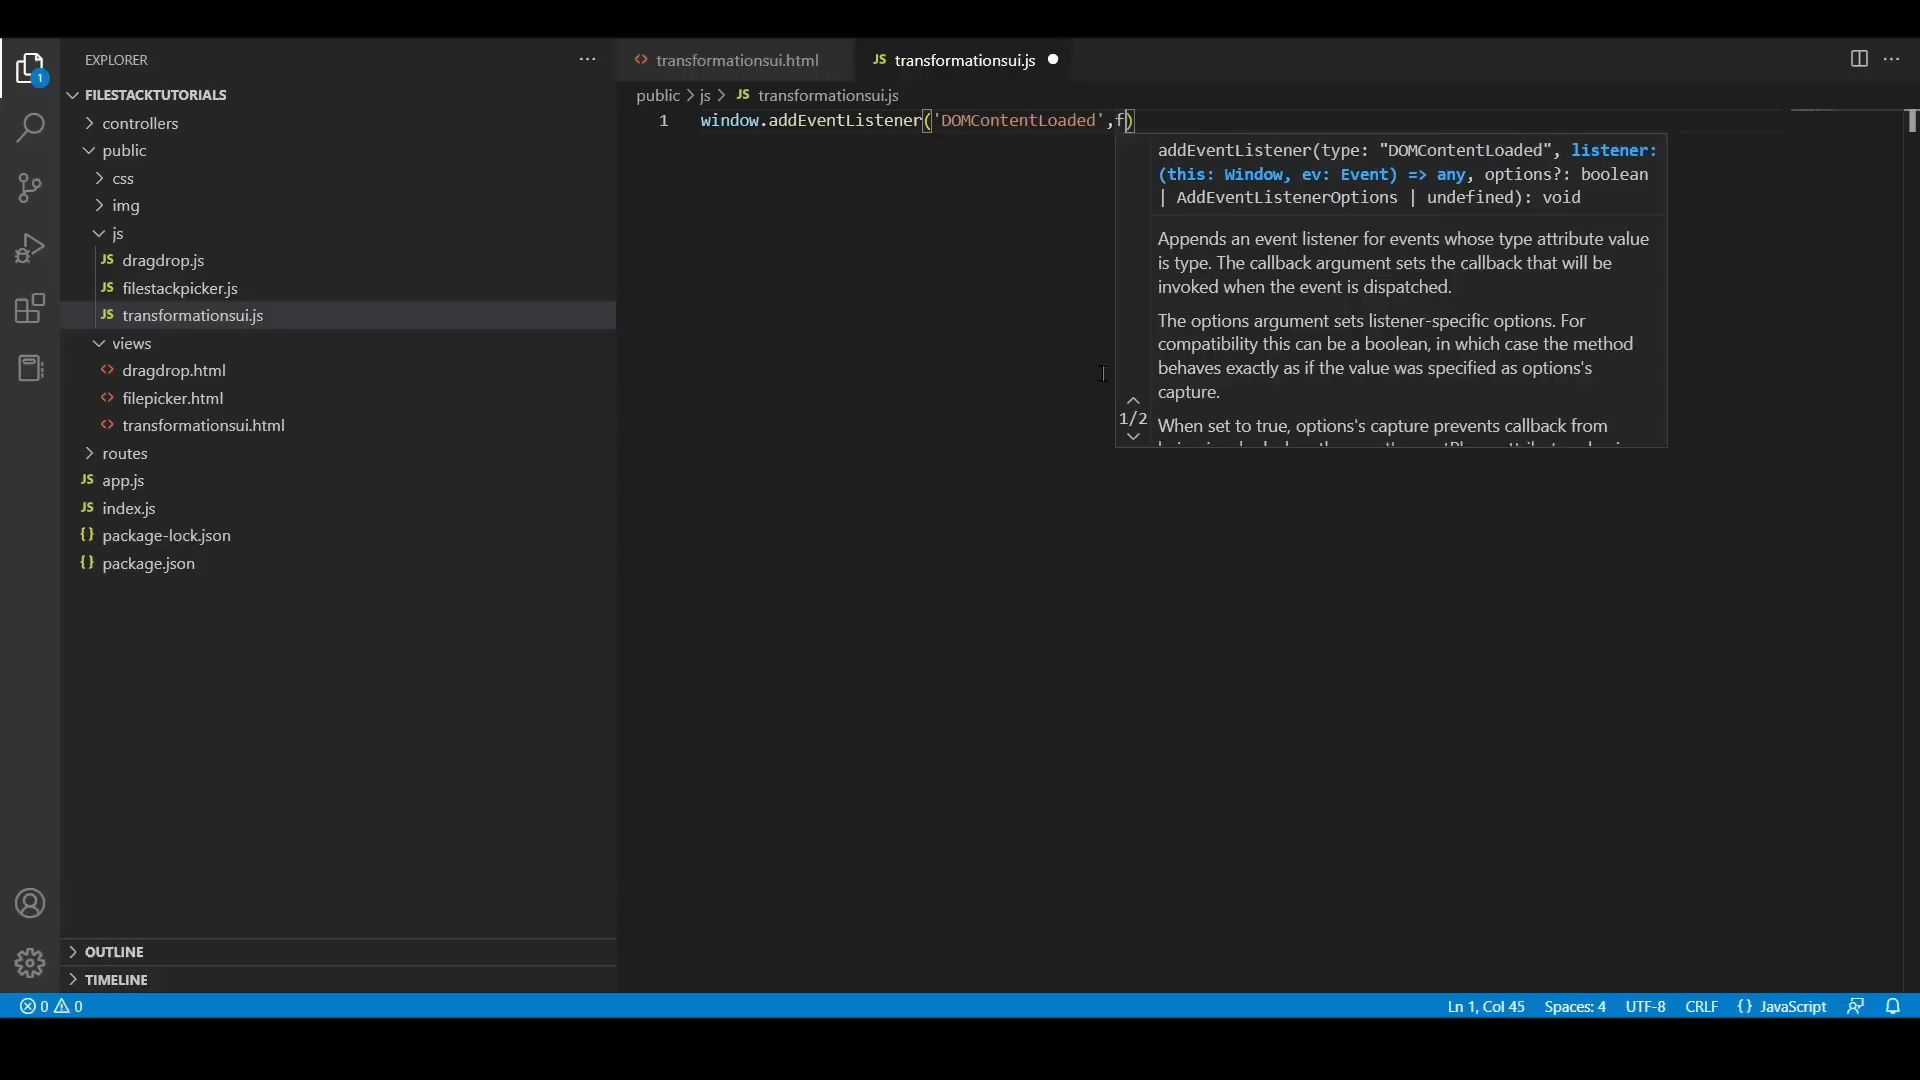 EXPLORER
FILESTACKTUTORIALS
controllers
public
css
img
js
JS dragdrop.js
JS filestackpicker.js
JS transformationsui.js
views
<> dragdrop.html
<> filepicker.html
<> transformationsui.html
routes
JS app.js
JS index.js
{} package-lock.json
{} package.json
OUTLINE
TIMELINE
1
<> transformationsui.html
JS transformationsui.js
public > js > JS transformationsui.js
1 window.addEventListener('DOMContentLoaded',f)
addEventListener(type: "DOMContentLoaded", listener:
(this: Window, ev: Event) => any, options?: boolean
| AddEventListenerOptions | undefined): void
Appends an event listener for events whose type attribute value
is type. The callback argument sets the callback that will be
invoked when the event is dispatched.
The options argument sets listener-specific options. For
compatibility this can be a boolean, in which case the method
behaves exactly as if the value was specified as options's
capture.
1/2
When set to true, options's capture prevents callback from
0 0
Ln 1, Col 45 Spaces: 4 UTF-8 CRLF {} JavaScript